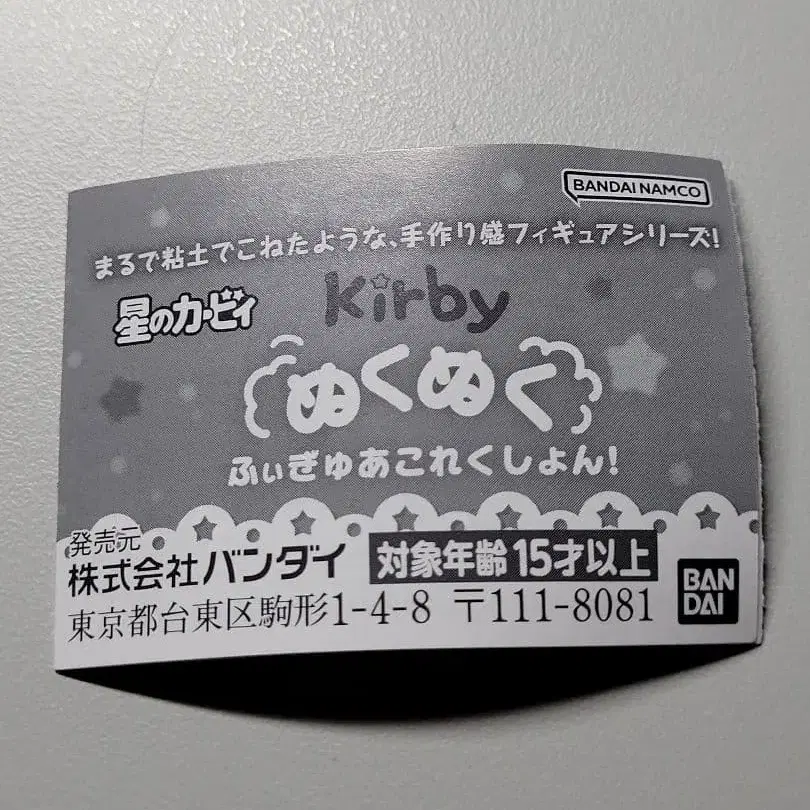 BANDAI NAMCO
まるで粘土でこねたような、手作り感フィギュアシリーズ!
星のカービィ
Kirby
ぬくぬく
ふぃぎゅあこれくしょん!
発売元
株式会社バンダイ 対象年齢15才以上
東京都台東区駒形1-4-8 〒111-8081
BAN
DAI